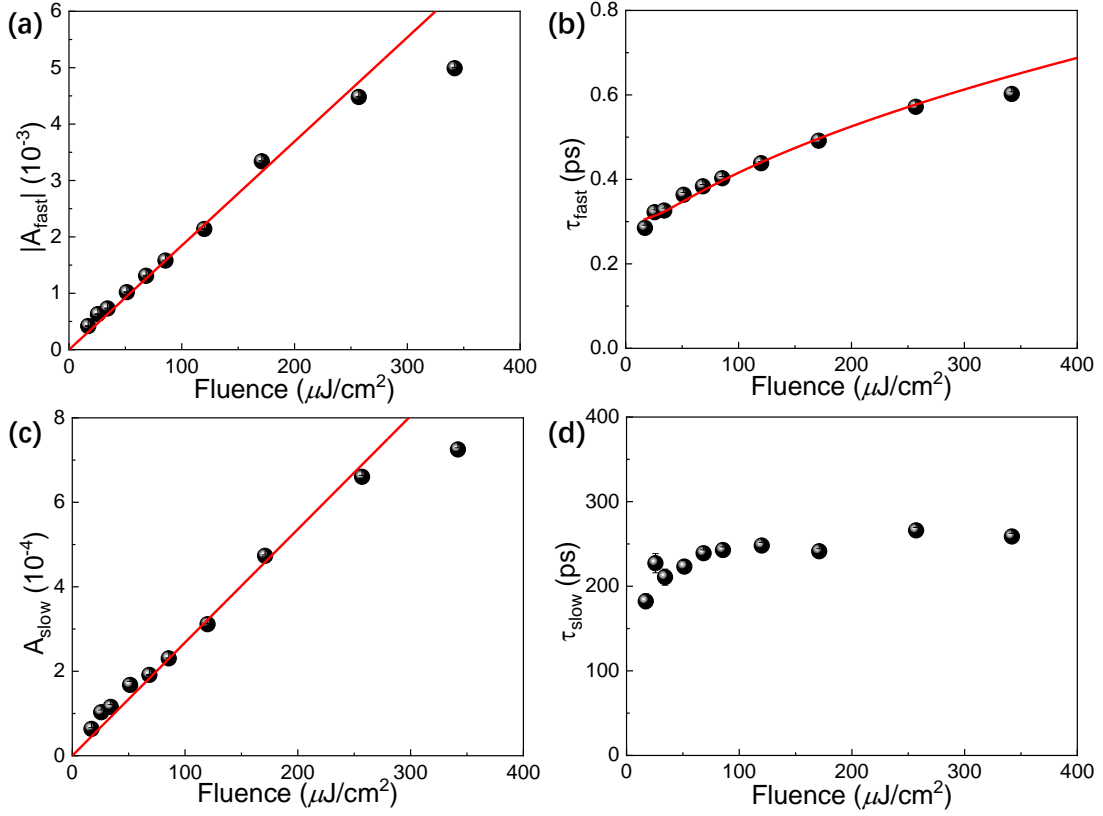 (a)
6
5
4
3
2
1
0
|A_fast| (10^-3)
0 100 200 300 400
Fluence (μJ/cm²)
(b)
0.8
0.6
0.4
0.2
0.0
τ_fast (ps)
0 100 200 300 400
Fluence (μJ/cm²)
(c)
8
6
4
2
0
A_slow (10^-4)
0 100 200 300 400
Fluence (μJ/cm²)
(d)
400
300
200
100
0
τ_slow (ps)
0 100 200 300 400
Fluence (μJ/cm²)